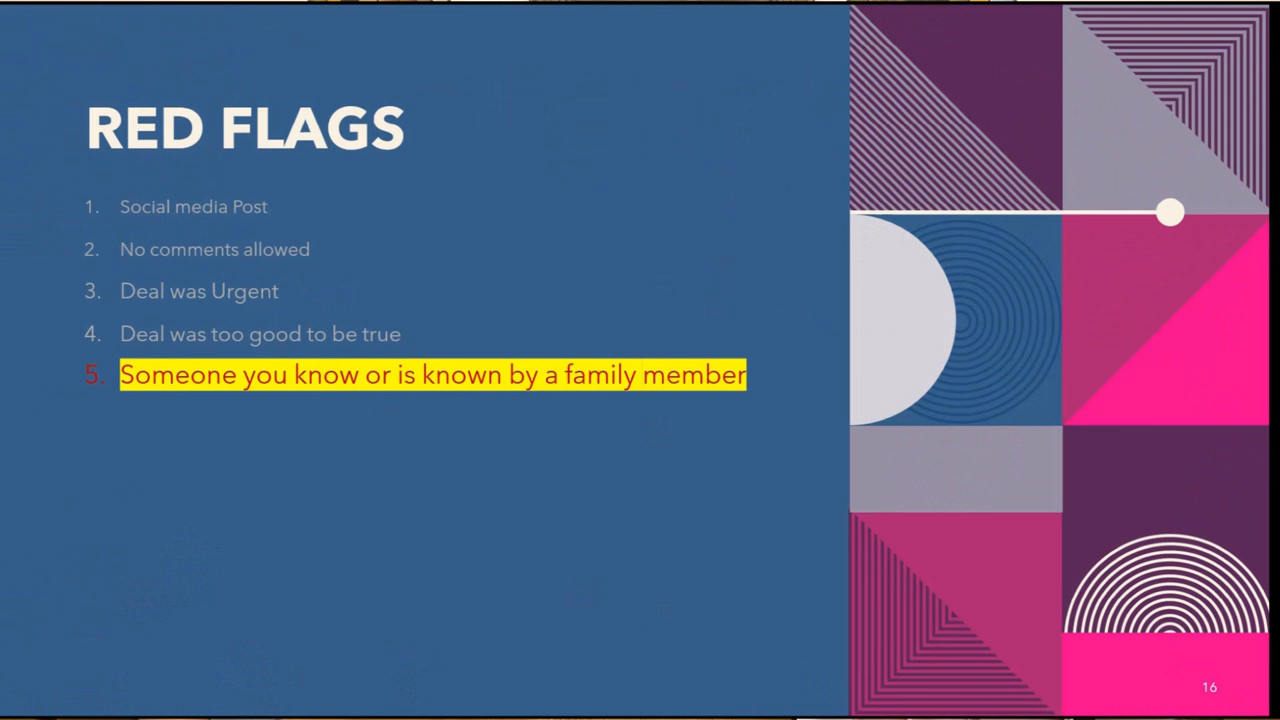 RED FLAGS
1. Social media Post
2. No comments allowed
3. Deal was Urgent
4. Deal was too good to be true
5. Someone you know or is known by a family member
16